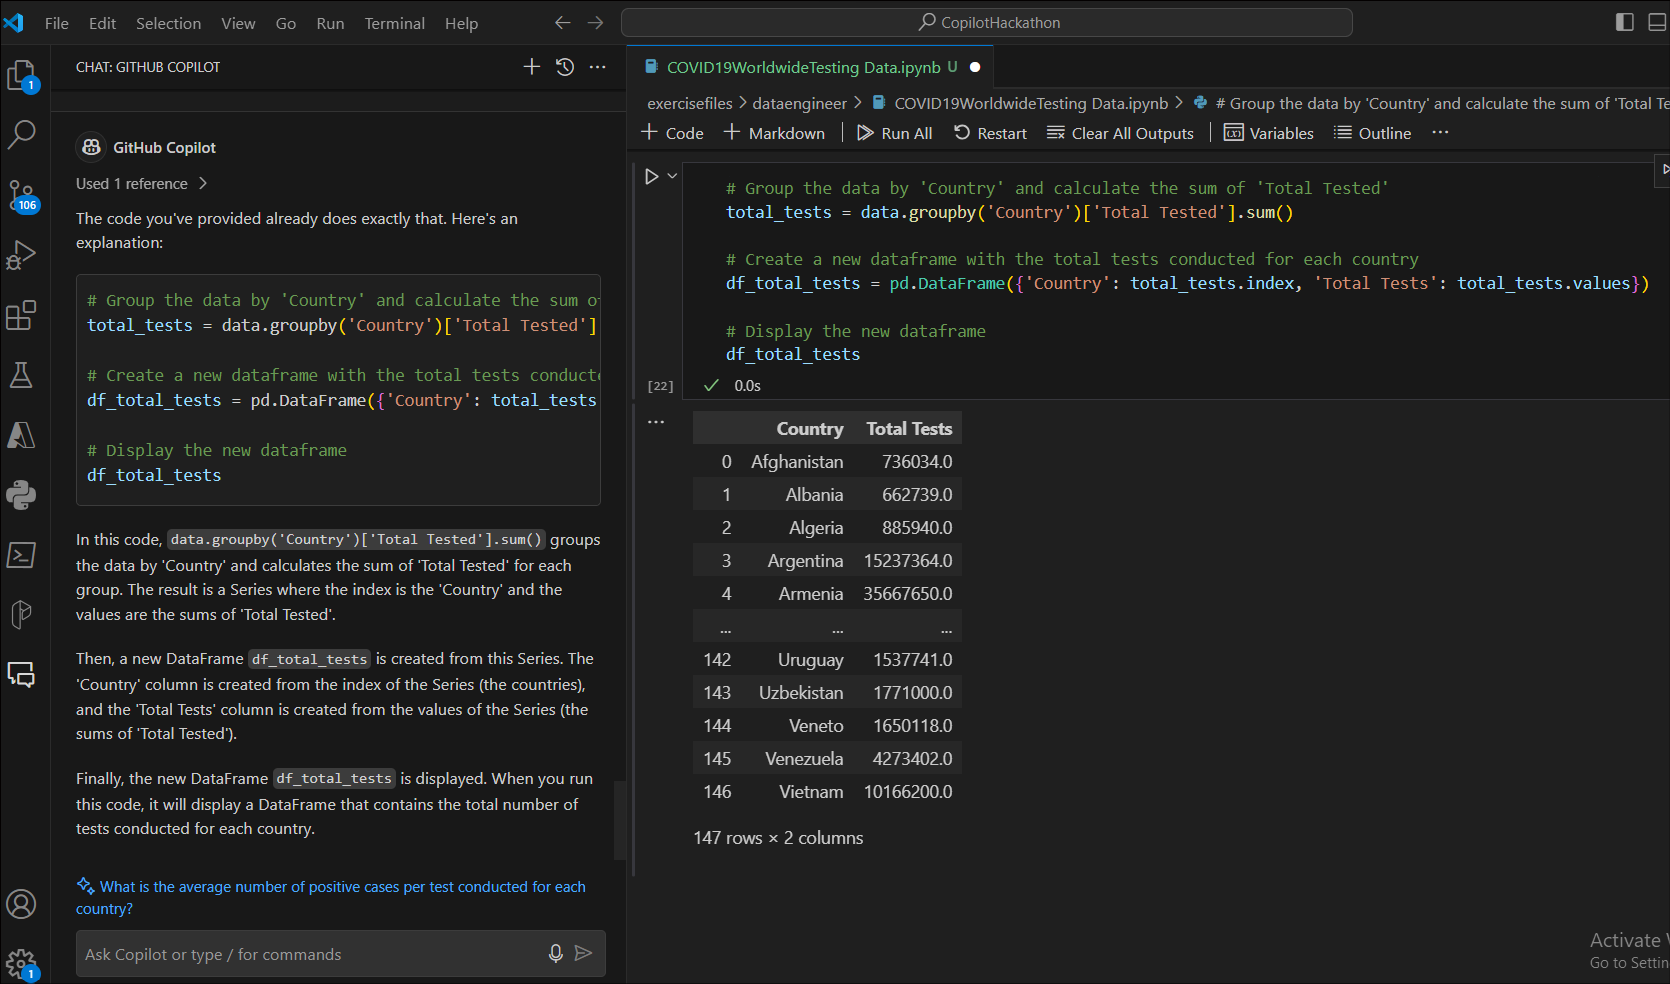 File Edit Selection View Go Run Terminal Help
CopilotHackathon
1
106
1
CHAT: GITHUB COPILOT
GitHub Copilot
Used 1 reference
The code you've provided already does exactly that. Here's an
explanation:
# Group the data by 'Country' and calculate the sum of
total_tests = data.groupby('Country')['Total Tested']
# Create a new dataframe with the total tests conducte
df_total_tests = pd.DataFrame({'Country': total_tests
# Display the new dataframe
df_total_tests
In this code, data.groupby('Country')['Total Tested'].sum() groups
the data by 'Country' and calculates the sum of 'Total Tested' for each
group. The result is a Series where the index is the 'Country' and the
values are the sums of 'Total Tested'.
Then, a new DataFrame df_total_tests is created from this Series. The
'Country' column is created from the index of the Series (the countries),
and the 'Total Tests' column is created from the values of the Series (the
sums of 'Total Tested').
Finally, the new DataFrame df_total_tests is displayed. When you run
this code, it will display a DataFrame that contains the total number of
tests conducted for each country.
What is the average number of positive cases per test conducted for each
country?
Ask Copilot or type / for commands
COVID19WorldwideTesting Data.ipynb U
exercisefiles > dataengineer > COVID19WorldwideTesting Data.ipynb > # Group the data by 'Country' and calculate the sum of 'Total Te
+ Code + Markdown Run All Restart Clear All Outputs Variables Outline ...
# Group the data by 'Country' and calculate the sum of 'Total Tested'
total_tests = data.groupby('Country')['Total Tested'].sum()
# Create a new dataframe with the total tests conducted for each country
df_total_tests = pd.DataFrame({'Country': total_tests.index, 'Total Tests': total_tests.values})
# Display the new dataframe
df_total_tests
[22] 0.0s
...
Country Total Tests
0 Afghanistan 736034.0
1 Albania 662739.0
2 Algeria 885940.0
3 Argentina 15237364.0
4 Armenia 35667650.0
... ... ...
142 Uruguay 1537741.0
143 Uzbekistan 1771000.0
144 Veneto 1650118.0
145 Venezuela 4273402.0
146 Vietnam 10166200.0
147 rows × 2 columns
Activate W
Go to Settin